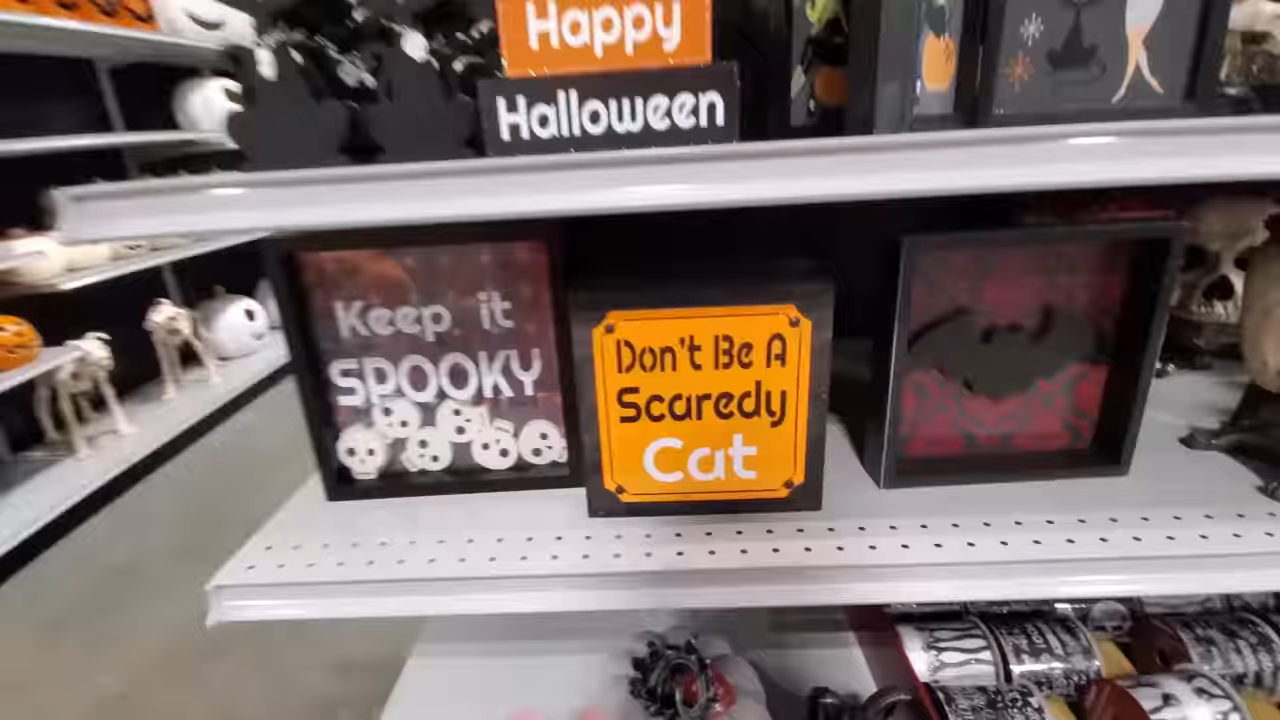 Happy
Halloween
Keep it
SPOOKY
Don't Be A
Scaredy
Cat